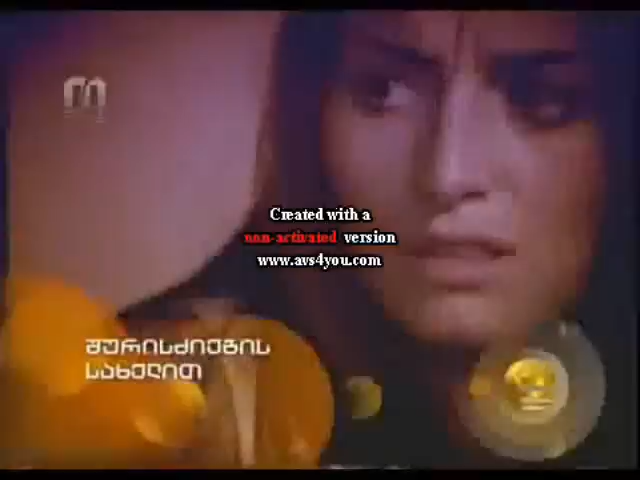 Created with a
non-activated version
www.avs4you.com
შურისძიების
სახელით